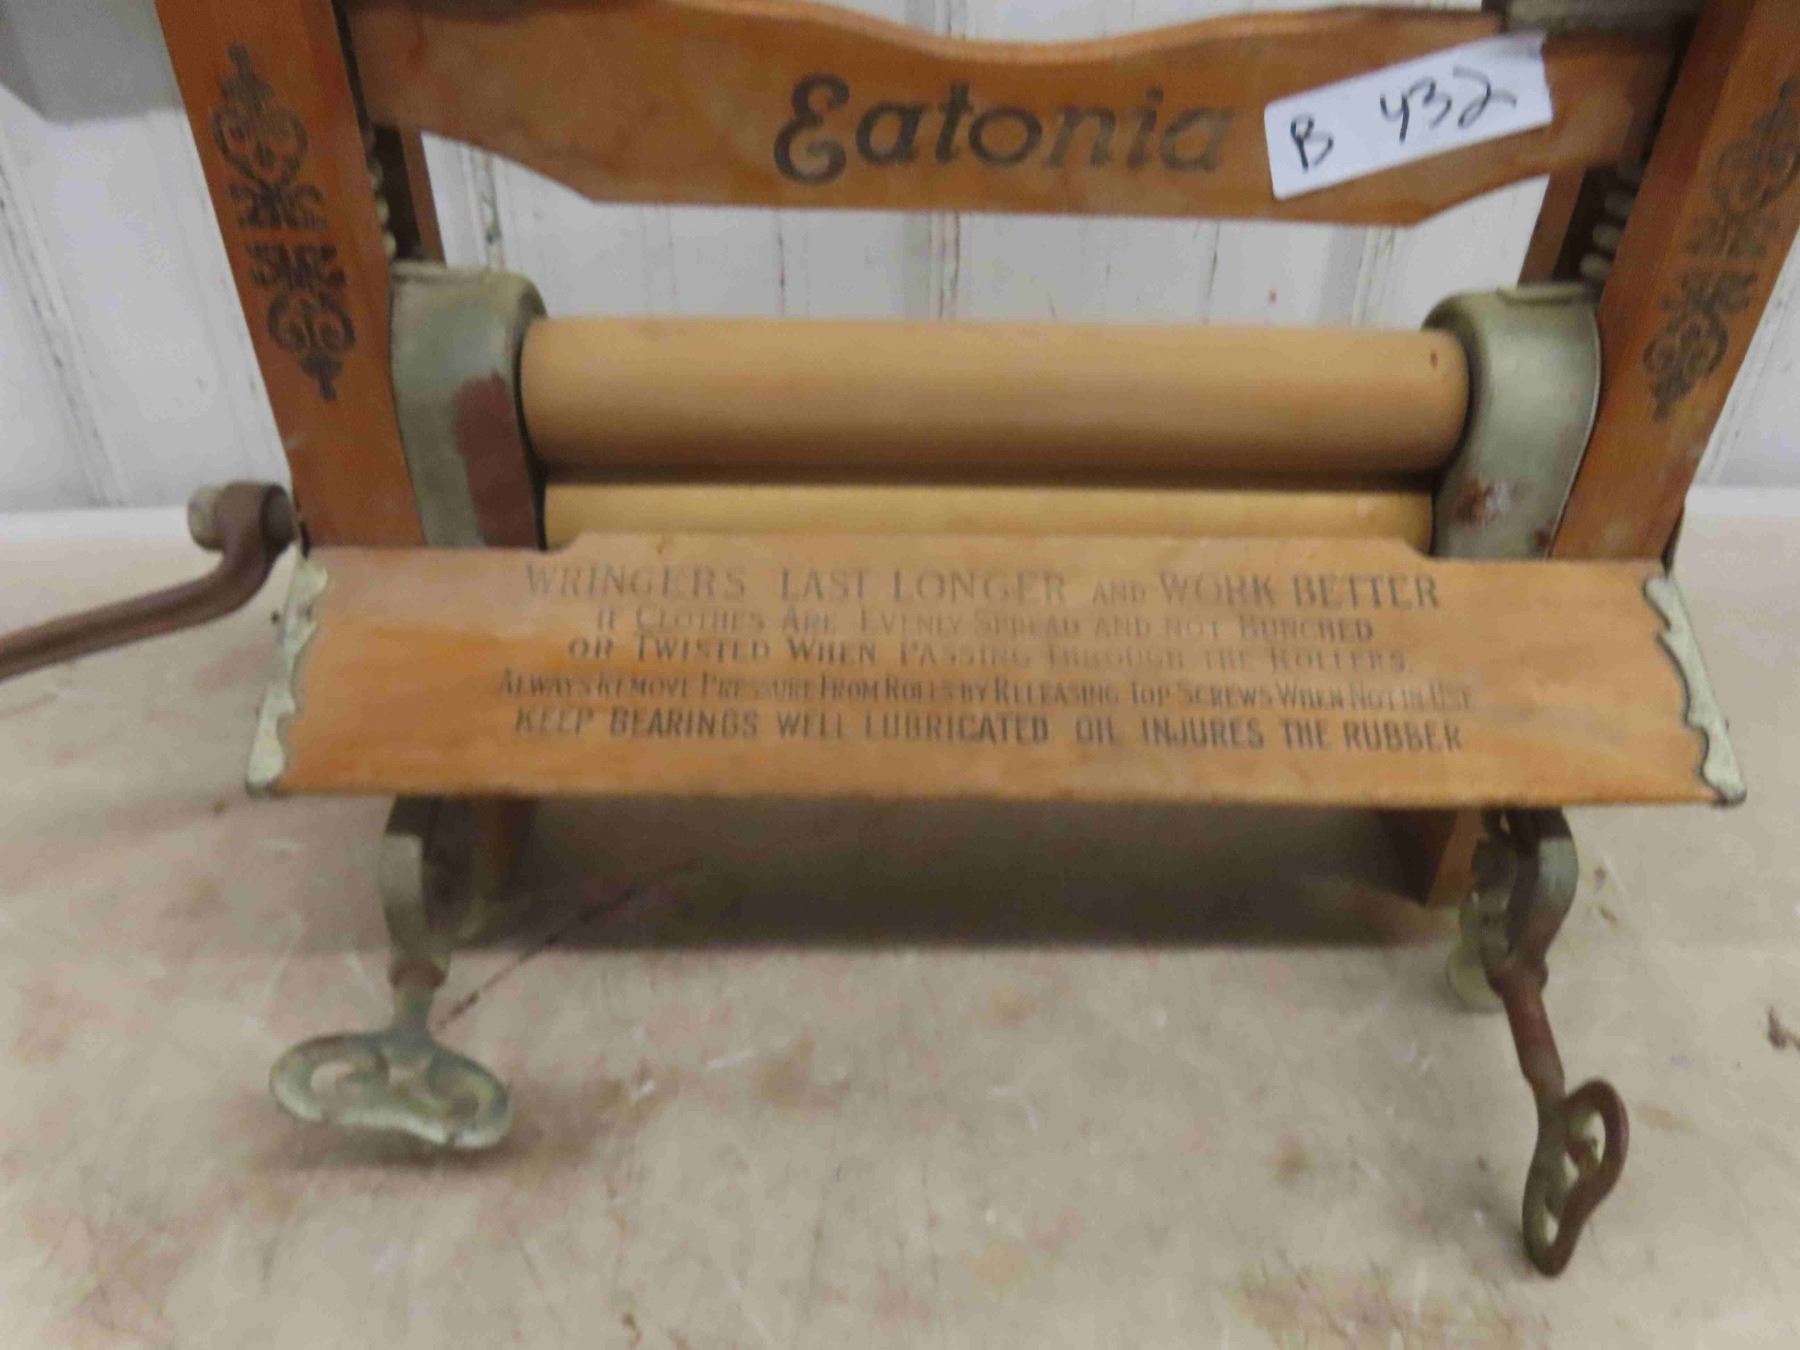 Eatonia
B 432
WRINGERS LAST LONGER AND WORK BETTER
IF CLOTHES ARE EVENLY SPREAD AND NOT BUNCHED
OR TWISTED WHEN PASSING THROUGH THE ROLLERS.
ALWAYS REMOVE PRESSURE FROM ROLLS BY RELEASING TOP SCREWS WHEN NOT IN USE
KEEP BEARINGS WELL LUBRICATED OIL INJURES THE RUBBER